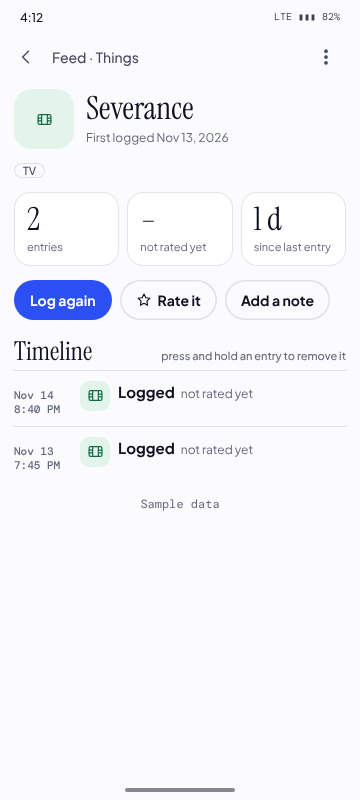 4:12
LTE 82%
Feed · Things
Severance
First logged Nov 13, 2026
TV
2
entries
–
not rated yet
1 d
since last entry
Log again
Rate it
Add a note
Timeline
press and hold an entry to remove it
Nov 14
8:40 PM
Logged not rated yet
Nov 13
7:45 PM
Logged not rated yet
Sample data